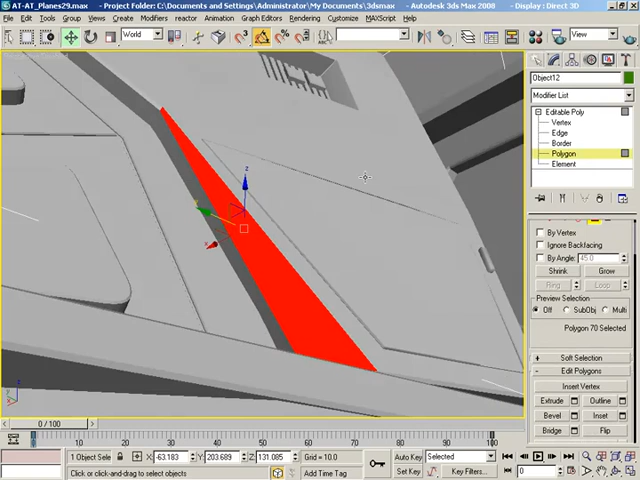 AT-AT_Planes29.max - Project Folder: C:\Documents and Settings\Administrator\My Documents\3dsmax - Autodesk 3ds Max 2008 - Display: Direct 3D
File Edit Tools Group Views Create Modifiers reactor Animation Graph Editors Rendering Customize MAXScript Help
World
View
Object12
Modifier List
Editable Poly
Vertex
Edge
Border
Polygon
Element
By Vertex
Ignore Backfacing
By Angle: 45.0
Shrink Grow
Ring Loop
Preview Selection
Off SubObj Multi
Polygon 70 Selected
+ Soft Selection
- Edit Polygons
Insert Vertex
Extrude Outline
Bevel Inset
Bridge Flip
z
x
0 / 100
0 10 20 30 40 50 60 70 80 90 100
1 Object Sele X: -63.183 Y: 203.689 Z: 131.085 Grid = 10.0 Auto Key Selected
Click or click-and-drag to select objects Add Time Tag Set Key Key Filters... 0